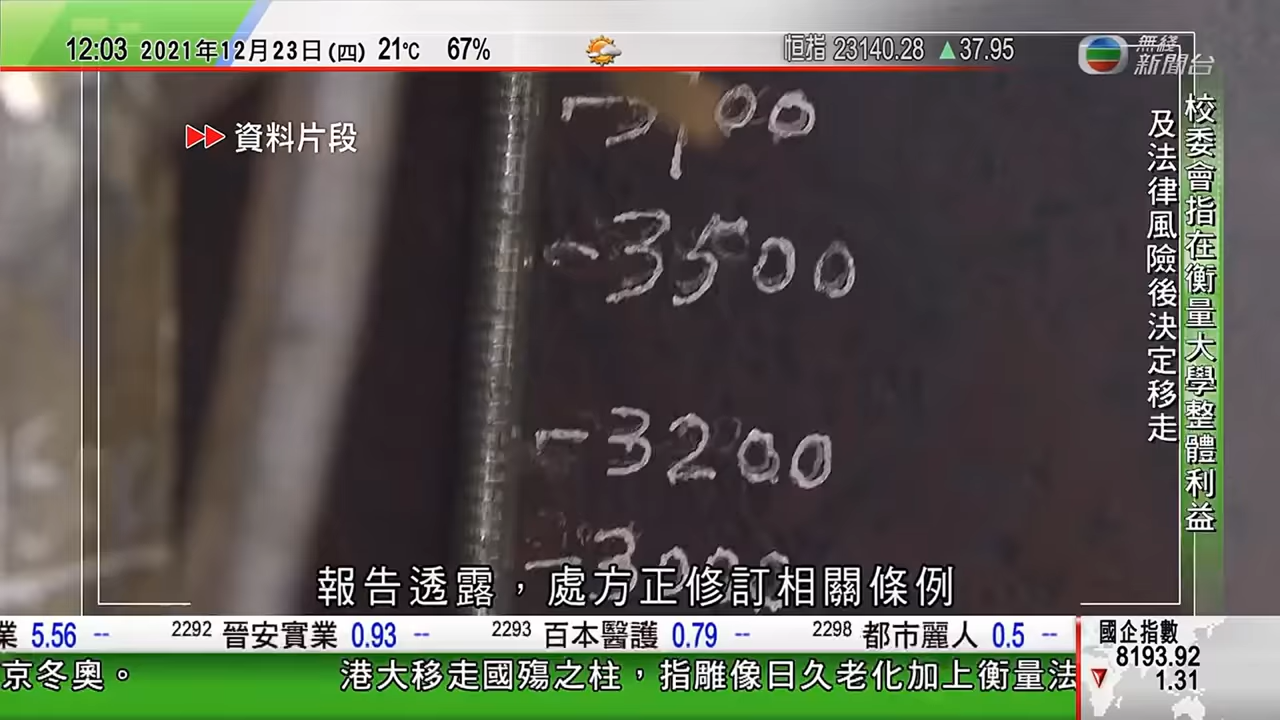 12:03 2021年12月23日(四) 21℃ 67%
恒指 23140.28 ▲37.95
無綫
新聞台
校委會指在衡量大學整體利益
及法律風險後決定移走
資料片段
-3500
-3200
-3000
報告透露，處方正修訂相關條例
業 5.56 -- 2292 晉安實業 0.93 -- 2293 百本醫護 0.79 -- 2298 都市麗人 0.5 --
國企指數
8193.92
▼ 1.31
京冬奧。 港大移走國殤之柱，指雕像日久老化加上衡量法